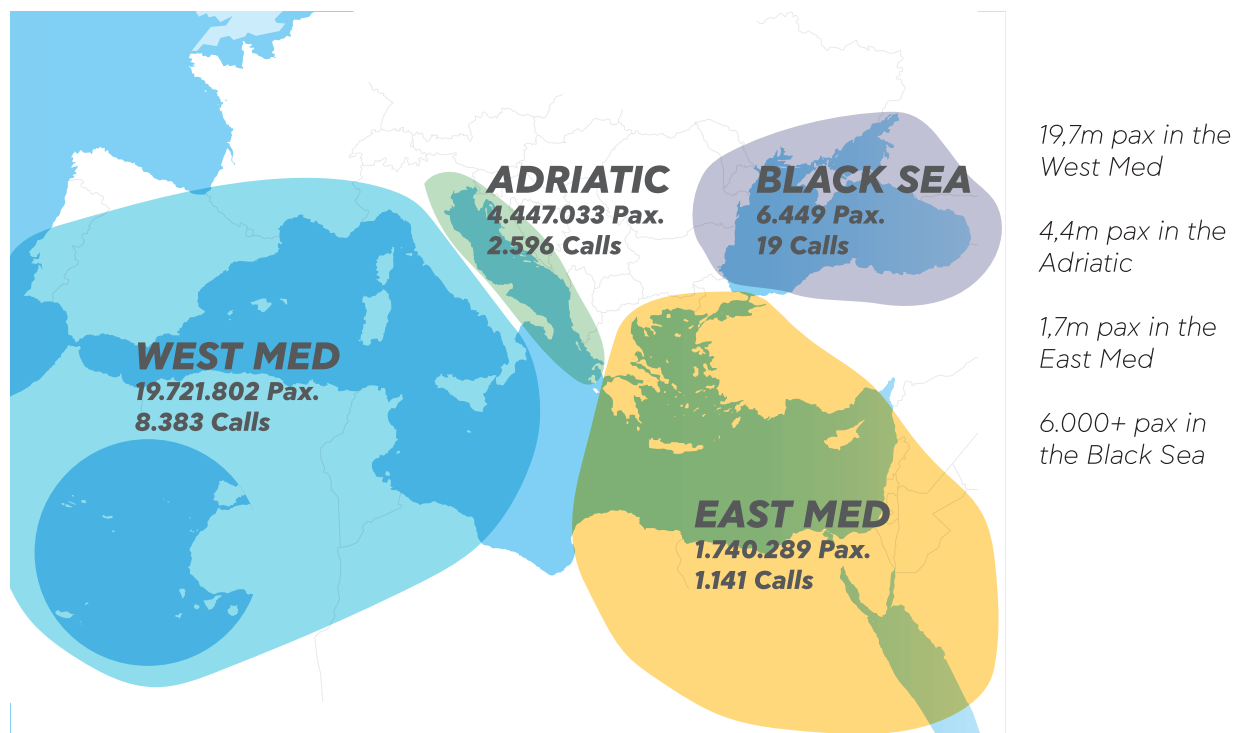 ADRIATIC
4.447.033 Pax.
2.596 Calls
BLACK SEA
6.449 Pax.
19 Calls
WEST MED
19.721.802 Pax.
8.383 Calls
EAST MED
1.740.289 Pax.
1.141 Calls
19,7m pax in the
West Med
4,4m pax in the
Adriatic
1,7m pax in the
East Med
6.000+ pax in
the Black Sea